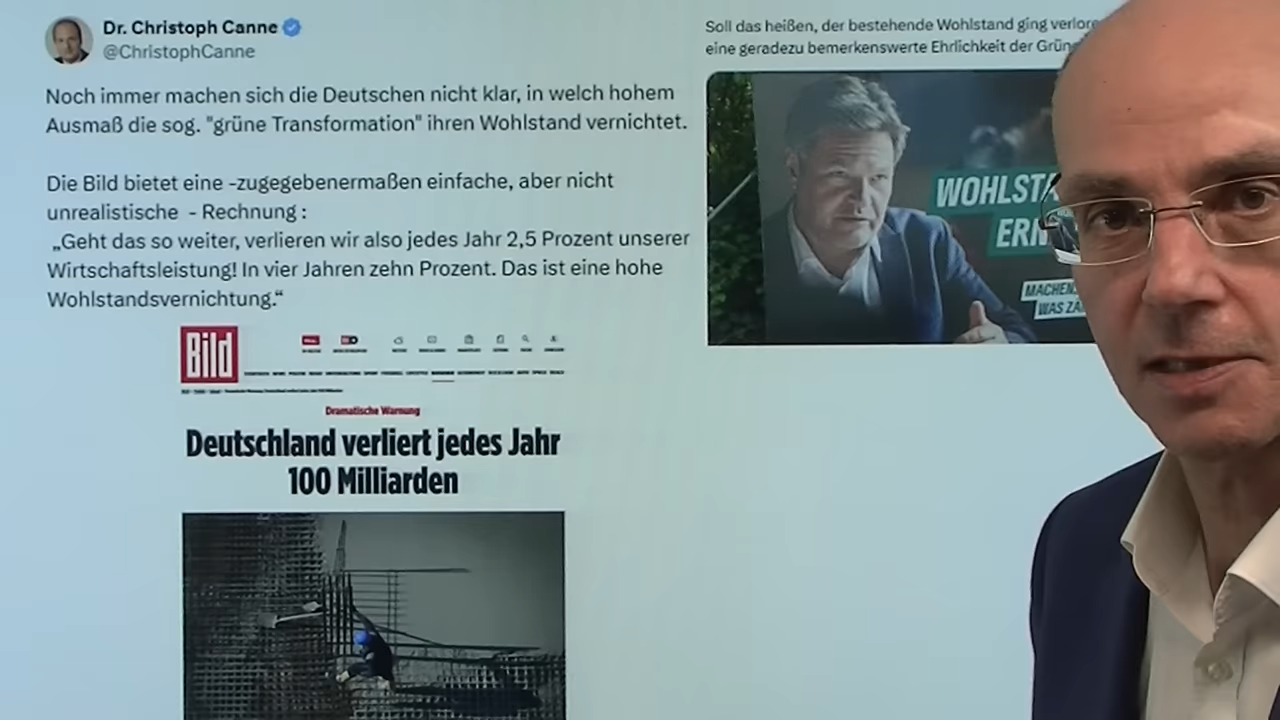 Dr. Christoph Canne
@ChristophCanne
Noch immer machen sich die Deutschen nicht klar, in welch hohem
Ausmaß die sog. "grüne Transformation" ihren Wohlstand vernichtet.
Die Bild bietet eine -zugegebenermaßen einfache, aber nicht
unrealistische - Rechnung :
„Geht das so weiter, verlieren wir also jedes Jahr 2,5 Prozent unserer
Wirtschaftsleistung! In vier Jahren zehn Prozent. Das ist eine hohe
Wohlstandsvernichtung.“
Bild
Dramatische Warnung
Deutschland verliert jedes Jahr
100 Milliarden
Soll das heißen, der bestehende Wohlstand ging verlore
eine geradezu bemerkenswerte Ehrlichkeit der Grün
WOHLSTA
ERN
MACHEN
WAS ZÄ